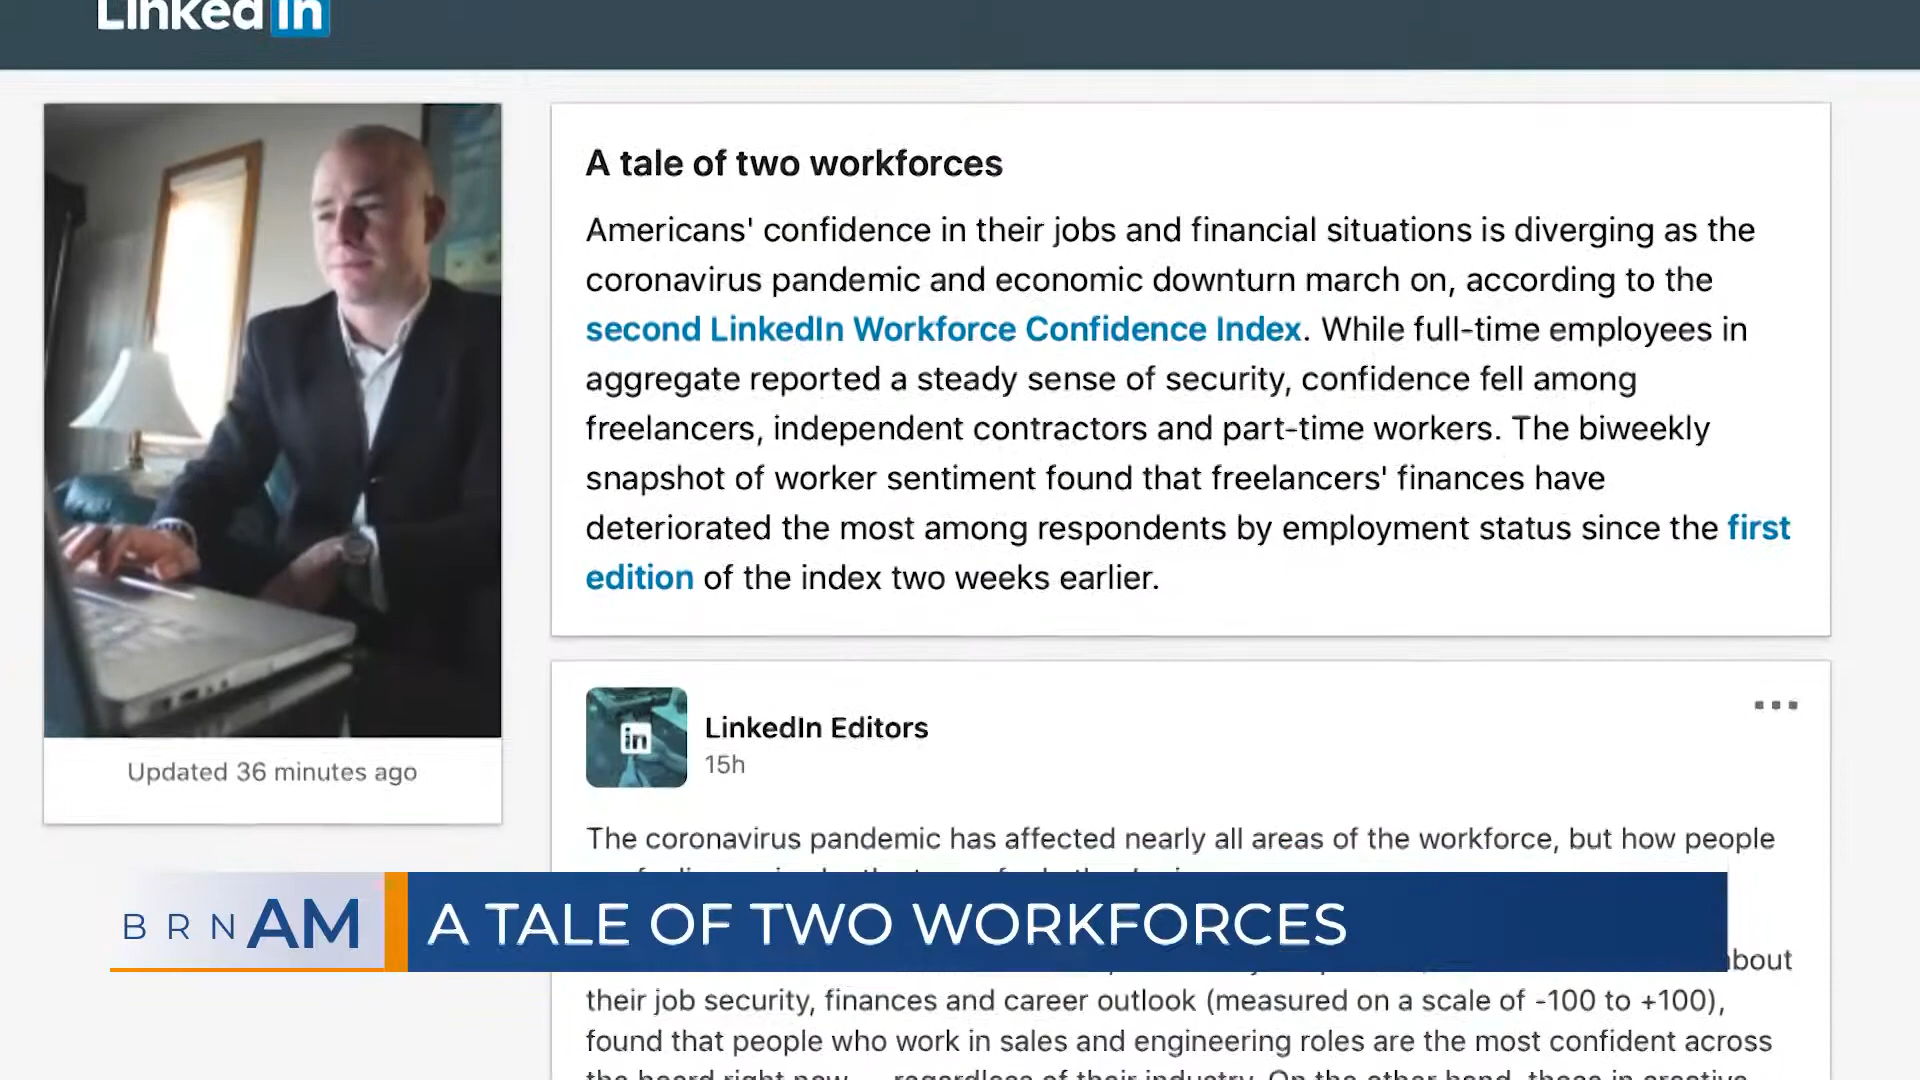 LinkedIn
A tale of two workforces
Americans' confidence in their jobs and financial situations is diverging as the
coronavirus pandemic and economic downturn march on, according to the
second LinkedIn Workforce Confidence Index. While full-time employees in
aggregate reported a steady sense of security, confidence fell among
freelancers, independent contractors and part-time workers. The biweekly
snapshot of worker sentiment found that freelancers' finances have
deteriorated the most among respondents by employment status since the first
edition of the index two weeks earlier.
Updated 36 minutes ago
in
LinkedIn Editors
15h
The coronavirus pandemic has affected nearly all areas of the workforce, but how people
BRNAM
A TALE OF TWO WORKFORCES
about
their job security, finances and career outlook (measured on a scale of -100 to +100),
found that people who work in sales and engineering roles are the most confident across